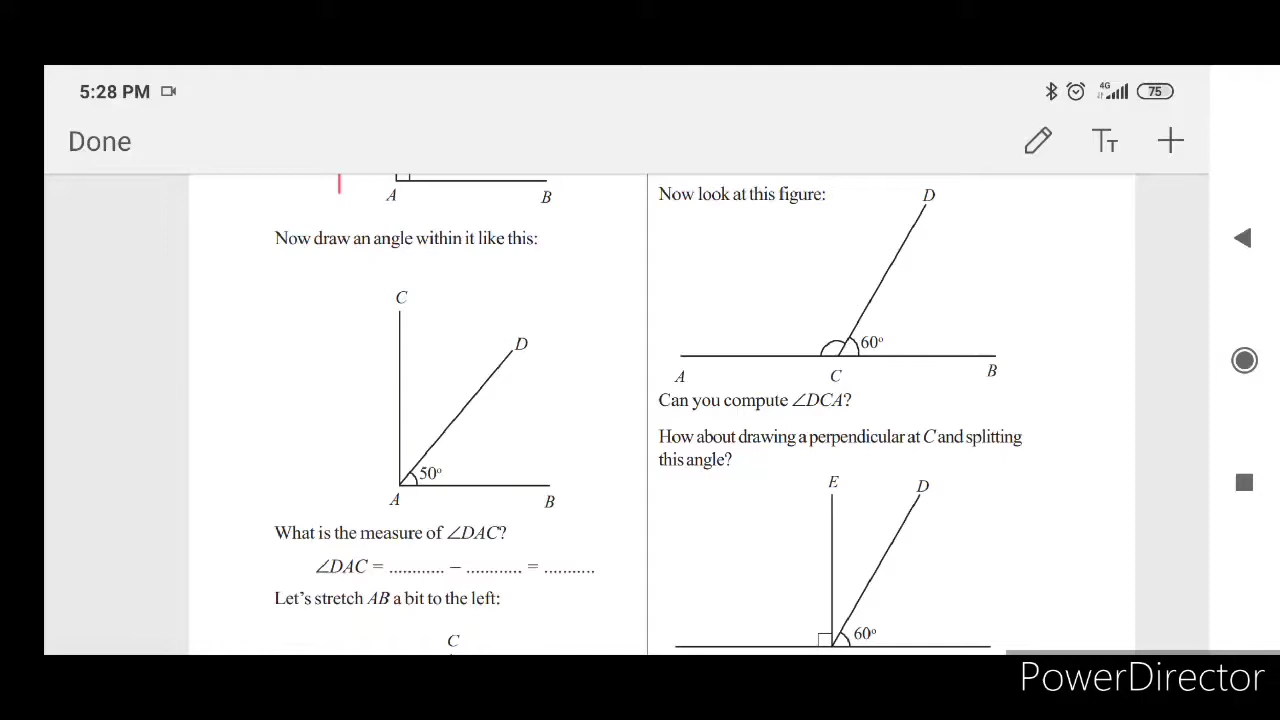 5:28 PM
4G
75
Done
A
B
Now draw an angle within it like this:
C
D
50°
A
B
What is the measure of ∠DAC?
∠DAC = ............ − ............ = ...........
Let's stretch AB a bit to the left:
C
Now look at this figure:
D
60°
A
C
B
Can you compute ∠DCA?
How about drawing a perpendicular at C and splitting
this angle?
E
D
60°
PowerDirector